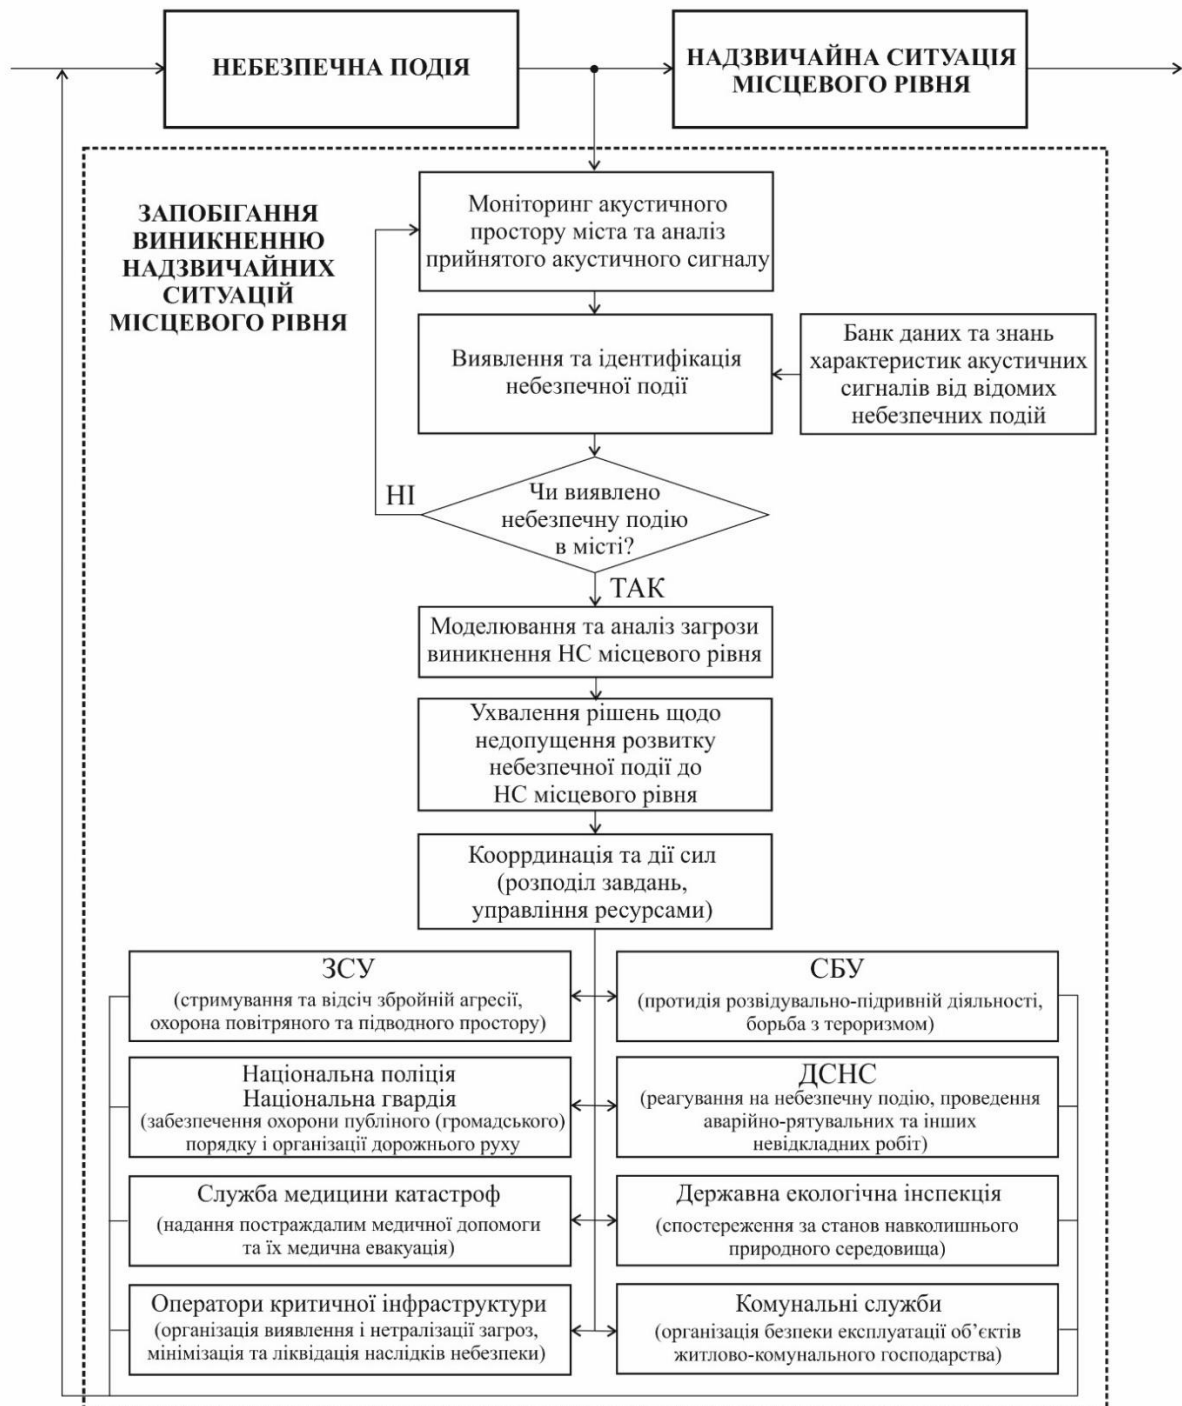 НЕБЕЗПЕЧНА ПОДІЯ
НАДЗВИЧАЙНА СИТУАЦІЯ
МІСЦЕВОГО РІВНЯ
ЗАПОБІГАННЯ
ВИНИКНЕННЮ
НАДЗВИЧАЙНИХ
СИТУАЦІЙ
МІСЦЕВОГО РІВНЯ
Моніторинг акустичного
простору міста та аналіз
прийнятого акустичного сигналу
Виявлення та ідентифікація
небезпечної події
Банк даних та знань
характеристик акустичних
сигналів від відомих
небезпечних подій
НІ
Чи виявлено
небезпечну подію
в місті?
ТАК
Моделювання та аналіз загрози
виникнення НС місцевого рівня
Ухвалення рішень щодо
недопущення розвитку
небезпечної події до
НС місцевого рівня
Кооррдинація та дії сил
(розподіл завдань,
управління ресурсами)
ЗСУ
(стримування та відсіч збройній агресії,
охорона повітряного та підводного простору)
СБУ
(протидія розвідувально-підривній діяльності,
борьба з тероризмом)
Національна поліція
Національна гвардія
(забезпечення охорони публіного (громадського)
порядку і організації дорожнього руху
ДСНС
(реагування на небезпечну подію, проведення
аварійно-рятувальних та інших
невідкладних робіт)
Служба медицини катастроф
(надання постраждалим медичної допомоги
та їх медична евакуація)
Державна екологічна інспекція
(спостереження за станов навколишнього
природного середовища)
Оператори критичної інфраструктури
(організація виявлення і нетралізації загроз,
мінімізація та ліквідація наслідків небезпеки)
Комунальні служби
(організація безпеки експлуатації об’єктів
житлово-комунального господарства)